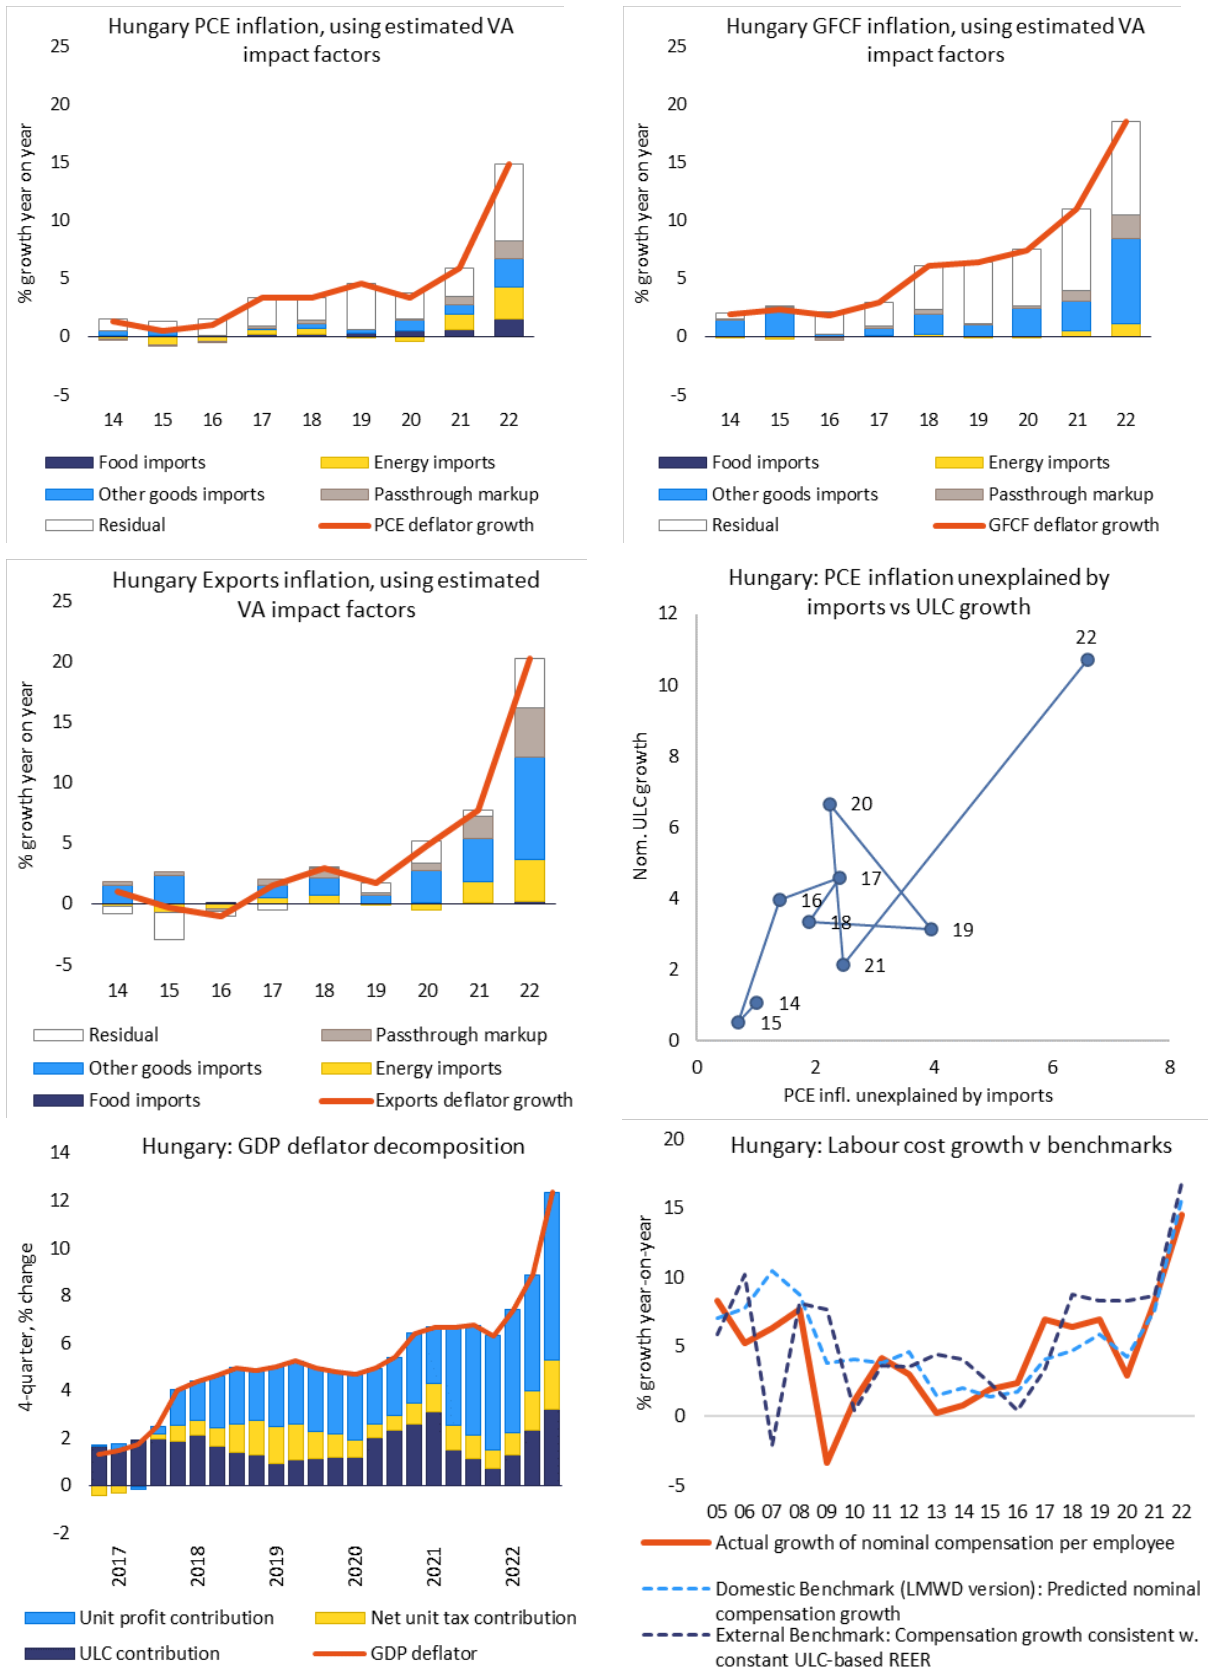 Hungary PCE inflation, using estimated VA
impact factors
% growth year on year
25
20
15
10
5
0
-5
14 15 16 17 18 19 20 21 22
Food imports
Energy imports
Other goods imports
Passthrough markup
Residual
PCE deflator growth
Hungary GFCF inflation, using estimated VA
impact factors
% growth year on year
25
20
15
10
5
0
-5
14 15 16 17 18 19 20 21 22
Food imports
Energy imports
Other goods imports
Passthrough markup
Residual
GFCF deflator growth
Hungary Exports inflation, using estimated
VA impact factors
% growth year on year
25
20
15
10
5
0
-5
14 15 16 17 18 19 20 21 22
Residual
Passthrough markup
Other goods imports
Energy imports
Food imports
Exports deflator growth
Hungary: PCE inflation unexplained by
imports vs ULC growth
Nom. ULC growth
12
10
8
6
4
2
0
22
20
17
16
18
19
21
14
15
0 2 4 6 8
PCE infl. unexplained by imports
Hungary: GDP deflator decomposition
4-quarter, % change
14
12
10
8
6
4
2
0
-2
2017 2018 2019 2020 2021 2022
Unit profit contribution
Net unit tax contribution
ULC contribution
GDP deflator
Hungary: Labour cost growth v benchmarks
% growth year-on-year
20
15
10
5
0
-5
05 06 07 08 09 10 11 12 13 14 15 16 17 18 19 20 21 22
Actual growth of nominal compensation per employee
Domestic Benchmark (LMWD version): Predicted nominal
compensation growth
External Benchmark: Compensation growth consistent w.
constant ULC-based REER